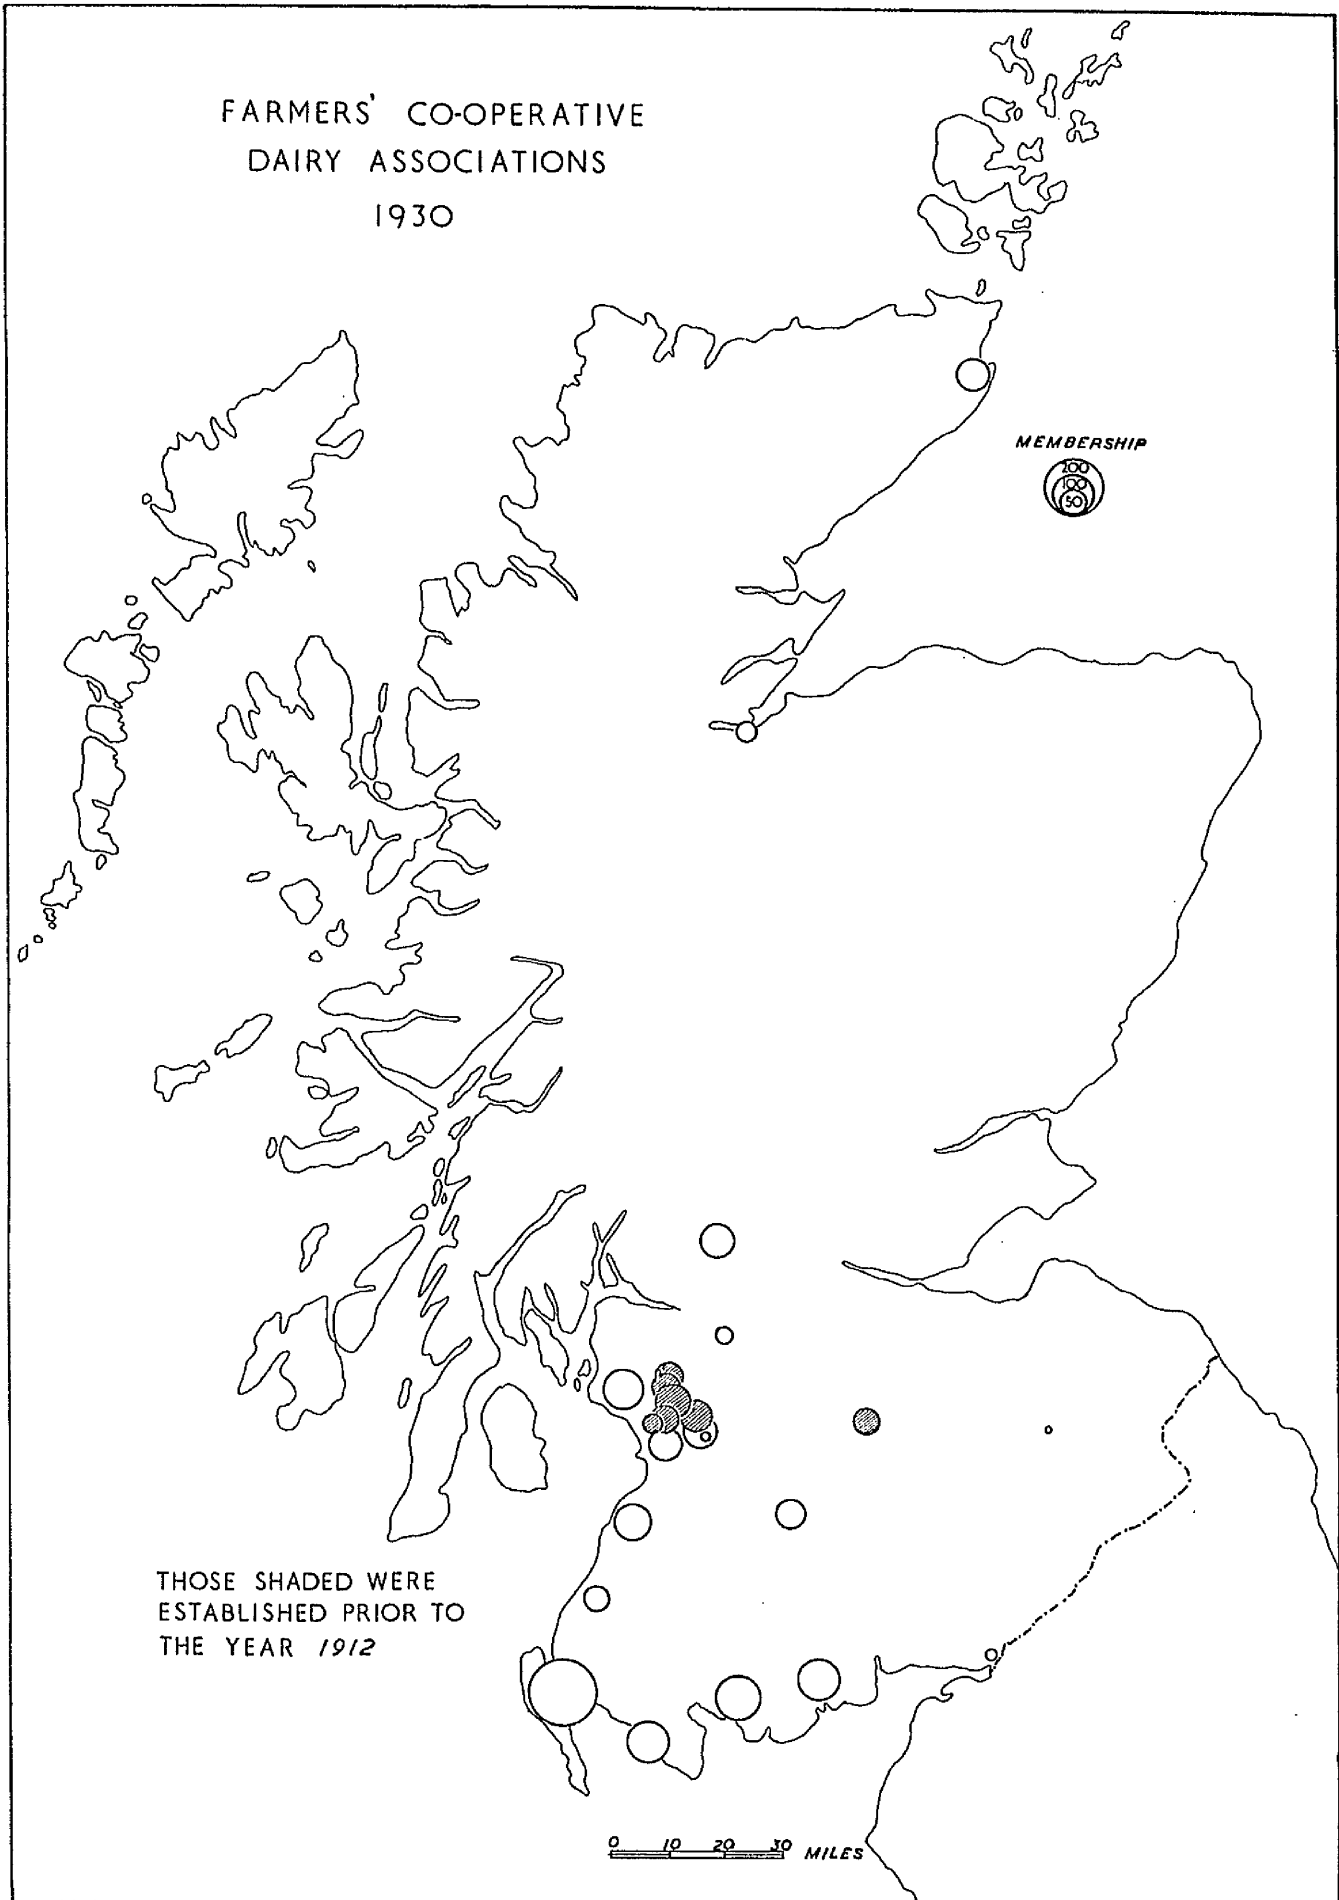 FARMERS' CO-OPERATIVE
DAIRY ASSOCIATIONS
1930
MEMBERSHIP
200
100
50
THOSE SHADED WERE
ESTABLISHED PRIOR TO
THE YEAR 1912
0 10 20 30 MILES